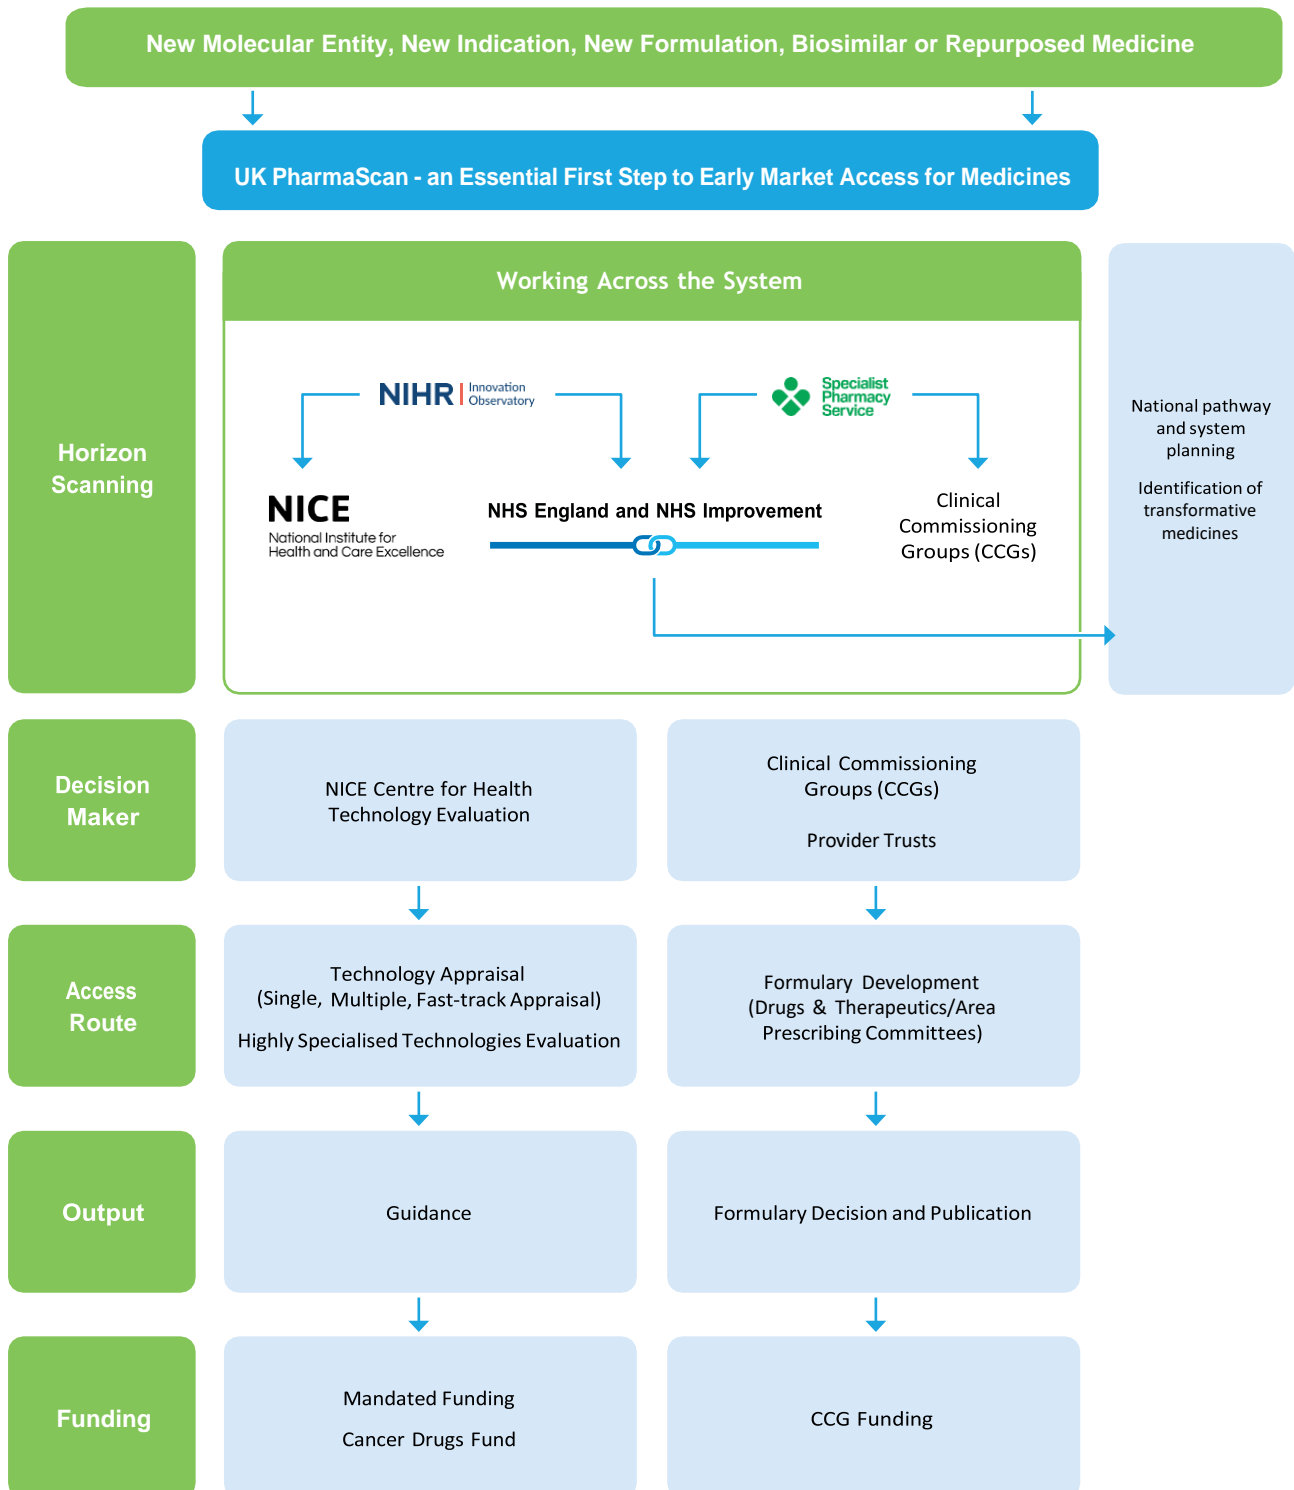 New Molecular Entity, New Indication, New Formulation, Biosimilar or Repurposed Medicine
UK PharmaScan - an Essential First Step to Early Market Access for Medicines
Horizon
Scanning
Working Across the System
NIHR | Innovation
Observatory
Specialist
Pharmacy
Service
NICE
National Institute for
Health and Care Excellence
NHS England and NHS Improvement
Clinical
Commissioning
Groups (CCGs)
National pathway
and system
planning
Identification of
transformative
medicines
Decision
Maker
NICE Centre for Health
Technology Evaluation
Clinical Commissioning
Groups (CCGs)
Provider Trusts
Access
Route
Technology Appraisal
(Single, Multiple, Fast-track Appraisal)
Highly Specialised Technologies Evaluation
Formulary Development
(Drugs & Therapeutics/Area
Prescribing Committees)
Output
Guidance
Formulary Decision and Publication
Funding
Mandated Funding
Cancer Drugs Fund
CCG Funding